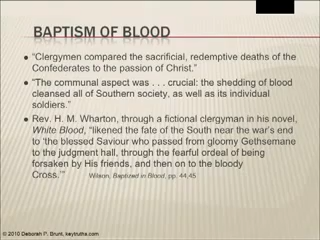 BAPTISM OF BLOOD
“Clergymen compared the sacrificial, redemptive deaths of the
Confederates to the passion of Christ.”
“The communal aspect was . . . crucial: the shedding of blood
cleansed all of Southern society, as well as its individual
soldiers.”
Rev. H. M. Wharton, through a fictional clergyman in his novel,
White Blood, “likened the fate of the South near the war’s end
to ‘the blessed Saviour who passed from gloomy Gethsemane
to the judgment hall, through the fearful ordeal of being
forsaken by His friends, and then on to the bloody
Cross.’” Wilson, Baptized in Blood, pp. 44,45
© 2010 Deborah P. Brunt, keytruths.com